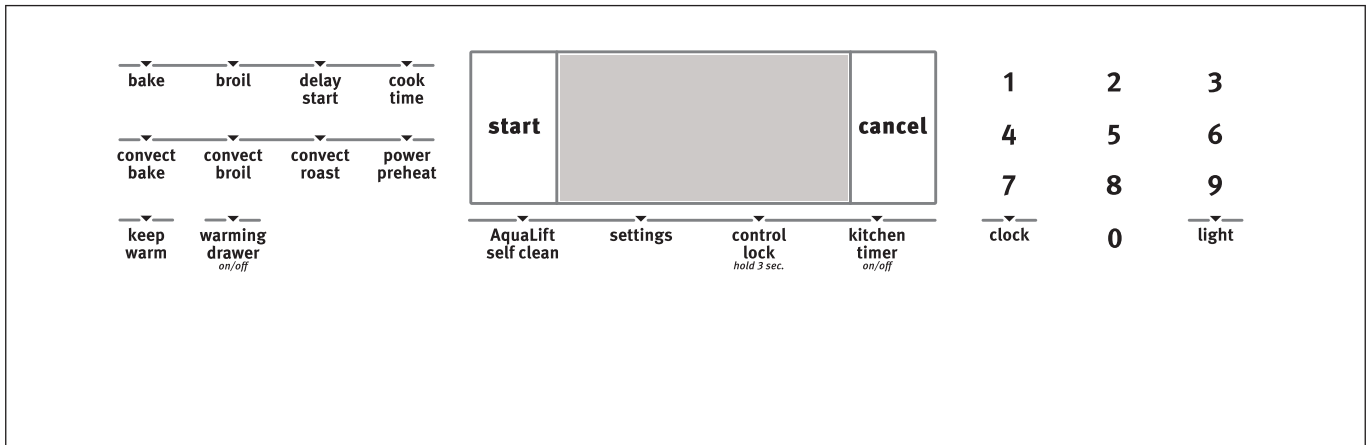 bake
broil
delay
start
cook
time
convect
bake
convect
broil
convect
roast
power
preheat
keep
warm
warming
drawer
on/off
start
cancel
AquaLift
self clean
settings
control
lock
hold 3 sec.
kitchen
timer
on/off
1 2 3
4 5 6
7 8 9
clock
0
light